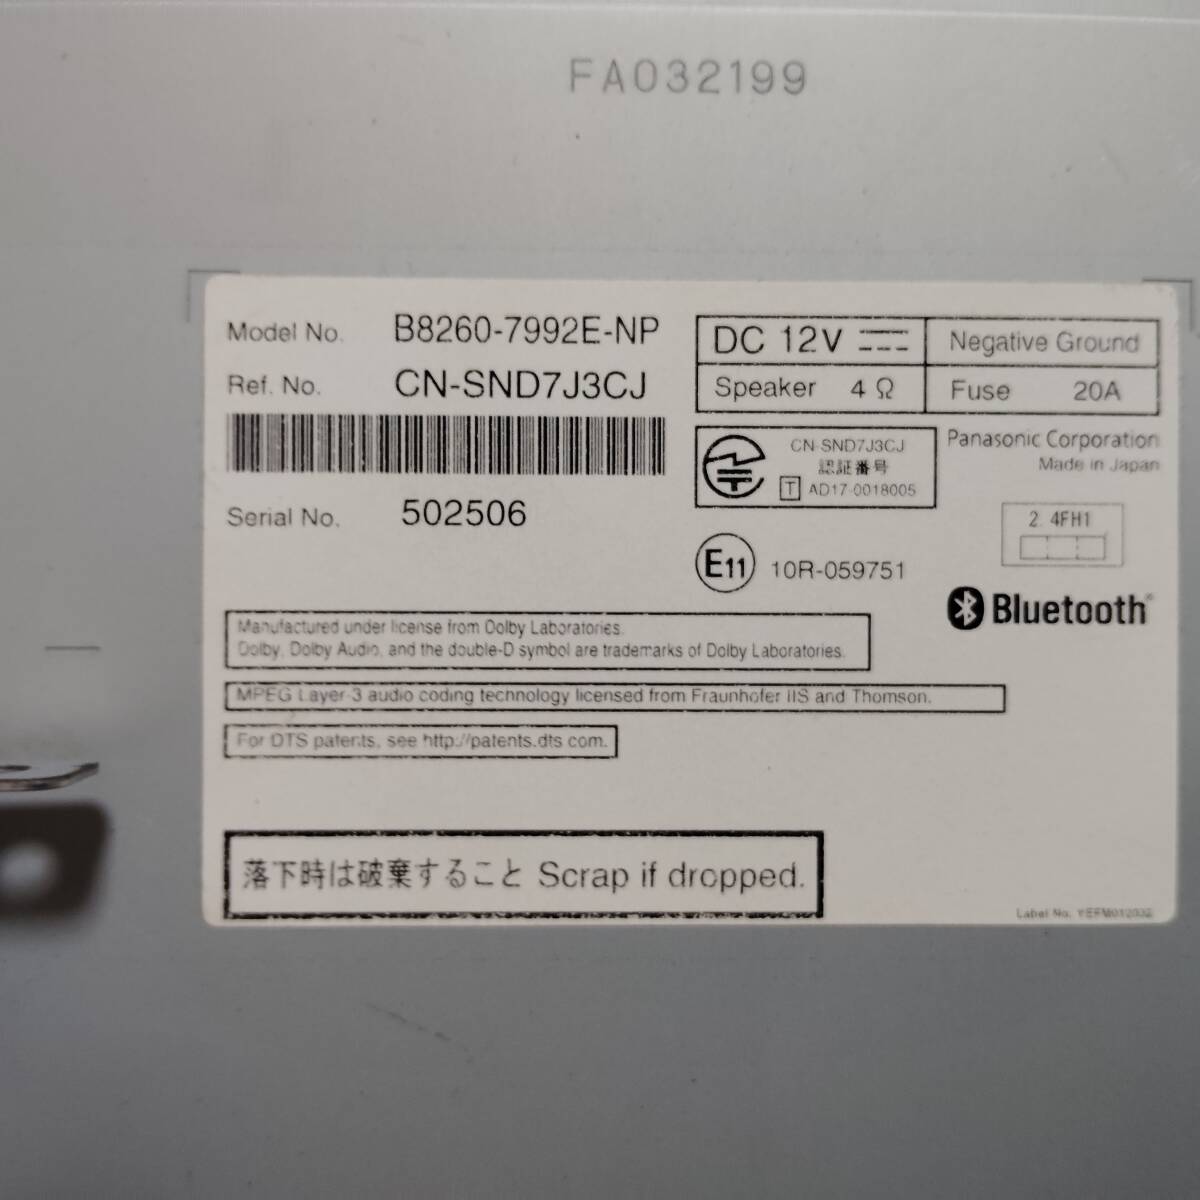 FA032199
Model No. B8260-7992E-NP
Ref. No. CN-SND7J3CJ
Serial No. 502506
DC 12V Negative Ground
Speaker 4 Ω Fuse 20A
CN-SND7J3CJ
認証番号
T AD17-0018005
Panasonic Corporation
Made in Japan
2.4FH1
E11 10R-059751
Bluetooth®
Manufactured under license from Dolby Laboratories.
Dolby, Dolby Audio, and the double-D symbol are trademarks of Dolby Laboratories.
MPEG Layer-3 audio coding technology licensed from Fraunhofer IIS and Thomson.
For DTS patents, see http://patents.dts.com.
落下時は破棄すること Scrap if dropped.
Label No.